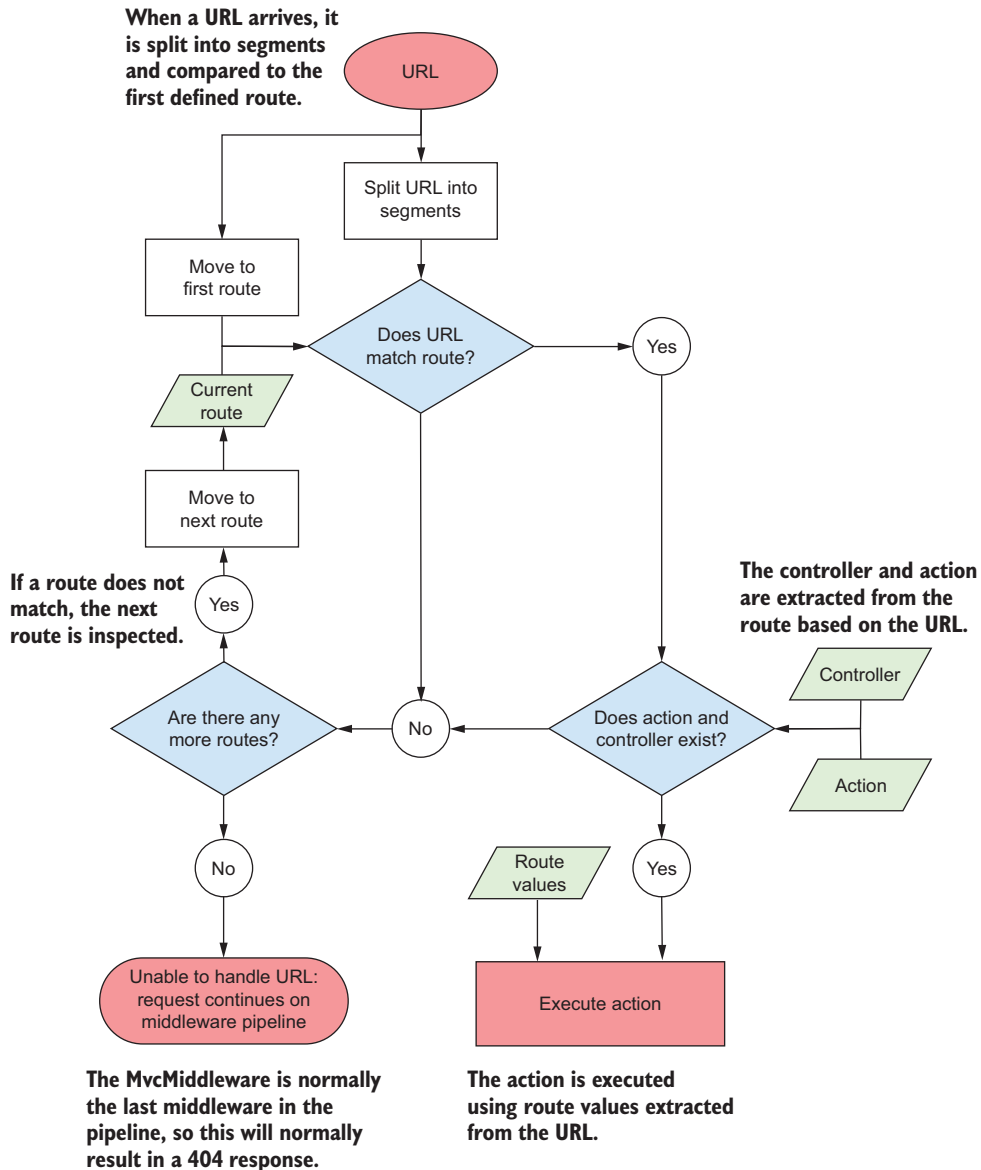 When a URL arrives, it
is split into segments
and compared to the
first defined route.
URL
Split URL into
segments
Move to
first route
Does URL
match route?
Yes
Current
route
Move to
next route
If a route does not
match, the next
route is inspected.
Yes
The controller and action
are extracted from the
route based on the URL.
Controller
Are there any
more routes?
No
Does action and
controller exist?
Action
No
Route
values
Yes
Unable to handle URL:
request continues on
middleware pipeline
Execute action
The MvcMiddleware is normally
the last middleware in the
pipeline, so this will normally
result in a 404 response.
The action is executed
using route values extracted
from the URL.